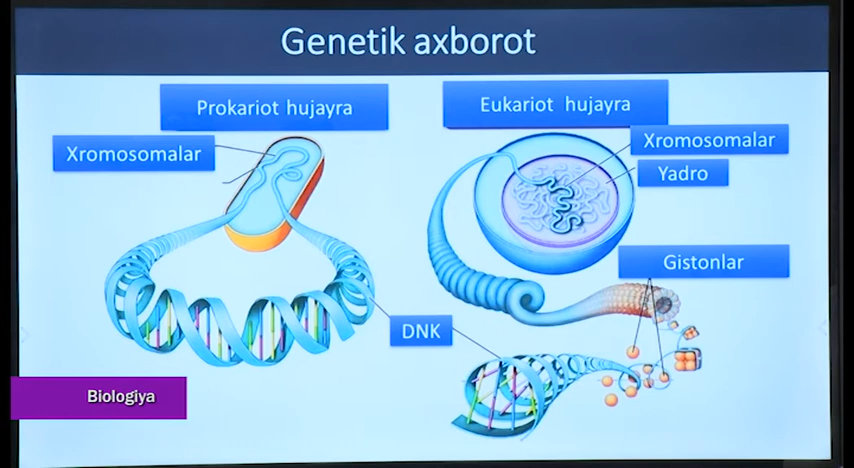 Genetik axborot
Prokariot hujayra
Eukariot hujayra
Xromosomalar
Xromosomalar
Yadro
Gistonlar
DNK
Biologiya